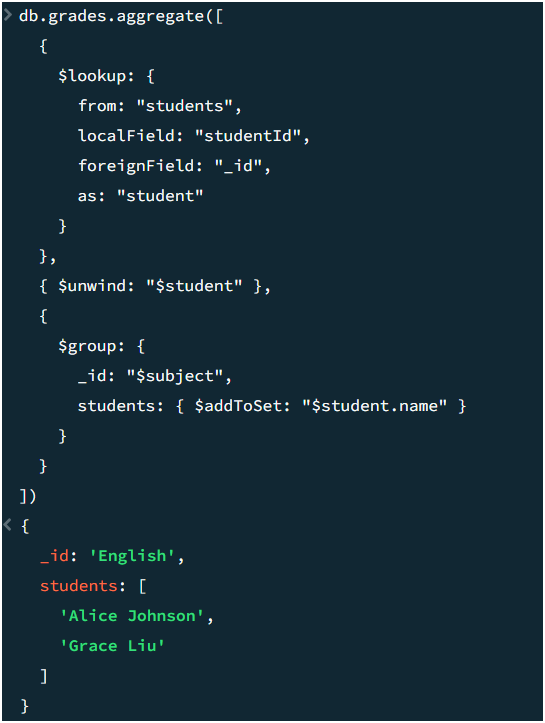 > db.grades.aggregate([
  {
    $lookup: {
      from: "students",
      localField: "studentId",
      foreignField: "_id",
      as: "student"
    }
  },
  { $unwind: "$student" },
  {
    $group: {
      _id: "$subject",
      students: { $addToSet: "$student.name" }
    }
  }
])
< {
  _id: 'English',
  students: [
    'Alice Johnson',
    'Grace Liu'
  ]
}